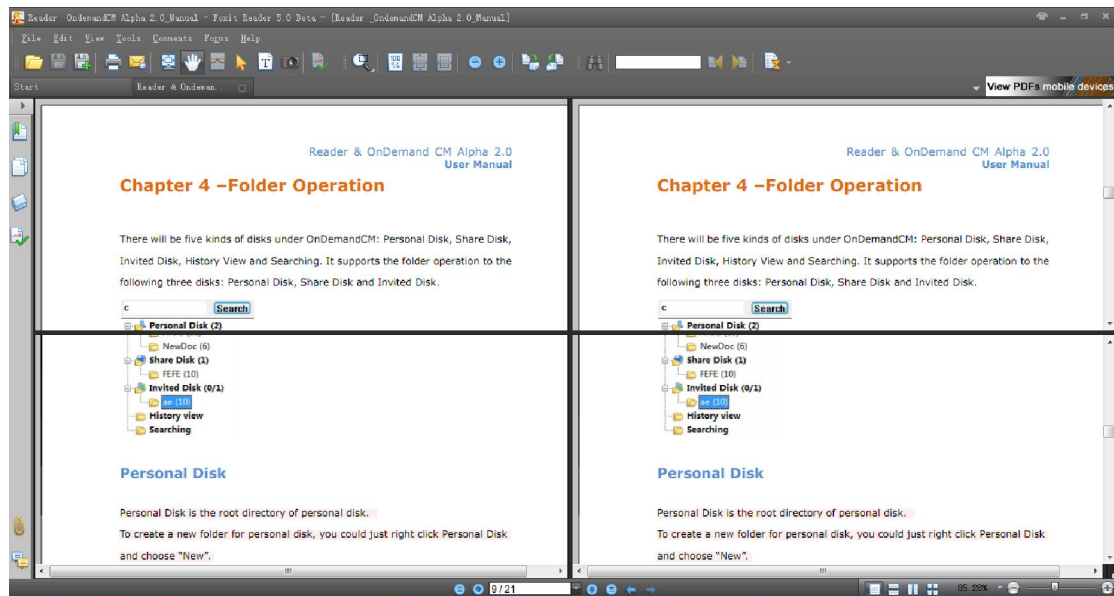 Reader _OndemandCM Alpha 2.0_Manual - Foxit Reader 5.0 Beta - [Reader _OndemandCM Alpha 2.0_Manual]
File Edit View Tools Comments Forms Help
Start Reader & Ondeman...
View PDFs mobile devices
Reader & OnDemand CM Alpha 2.0
User Manual
Chapter 4 –Folder Operation
There will be five kinds of disks under OnDemandCM: Personal Disk, Share Disk,
Invited Disk, History View and Searching. It supports the folder operation to the
following three disks: Personal Disk, Share Disk and Invited Disk.
c Search
Personal Disk (2)
NewDoc (6)
Share Disk (1)
FEFE (10)
Invited Disk (0/1)
ae (10)
History view
Searching
Personal Disk
Personal Disk is the root directory of personal disk.
To create a new folder for personal disk, you could just right click Personal Disk
and choose “New”.
Reader & OnDemand CM Alpha 2.0
User Manual
Chapter 4 –Folder Operation
There will be five kinds of disks under OnDemandCM: Personal Disk, Share Disk,
Invited Disk, History View and Searching. It supports the folder operation to the
following three disks: Personal Disk, Share Disk and Invited Disk.
c Search
Personal Disk (2)
NewDoc (6)
Share Disk (1)
FEFE (10)
Invited Disk (0/1)
ae (10)
History view
Searching
Personal Disk
Personal Disk is the root directory of personal disk.
To create a new folder for personal disk, you could just right click Personal Disk
and choose “New”.
9/21
85.26%